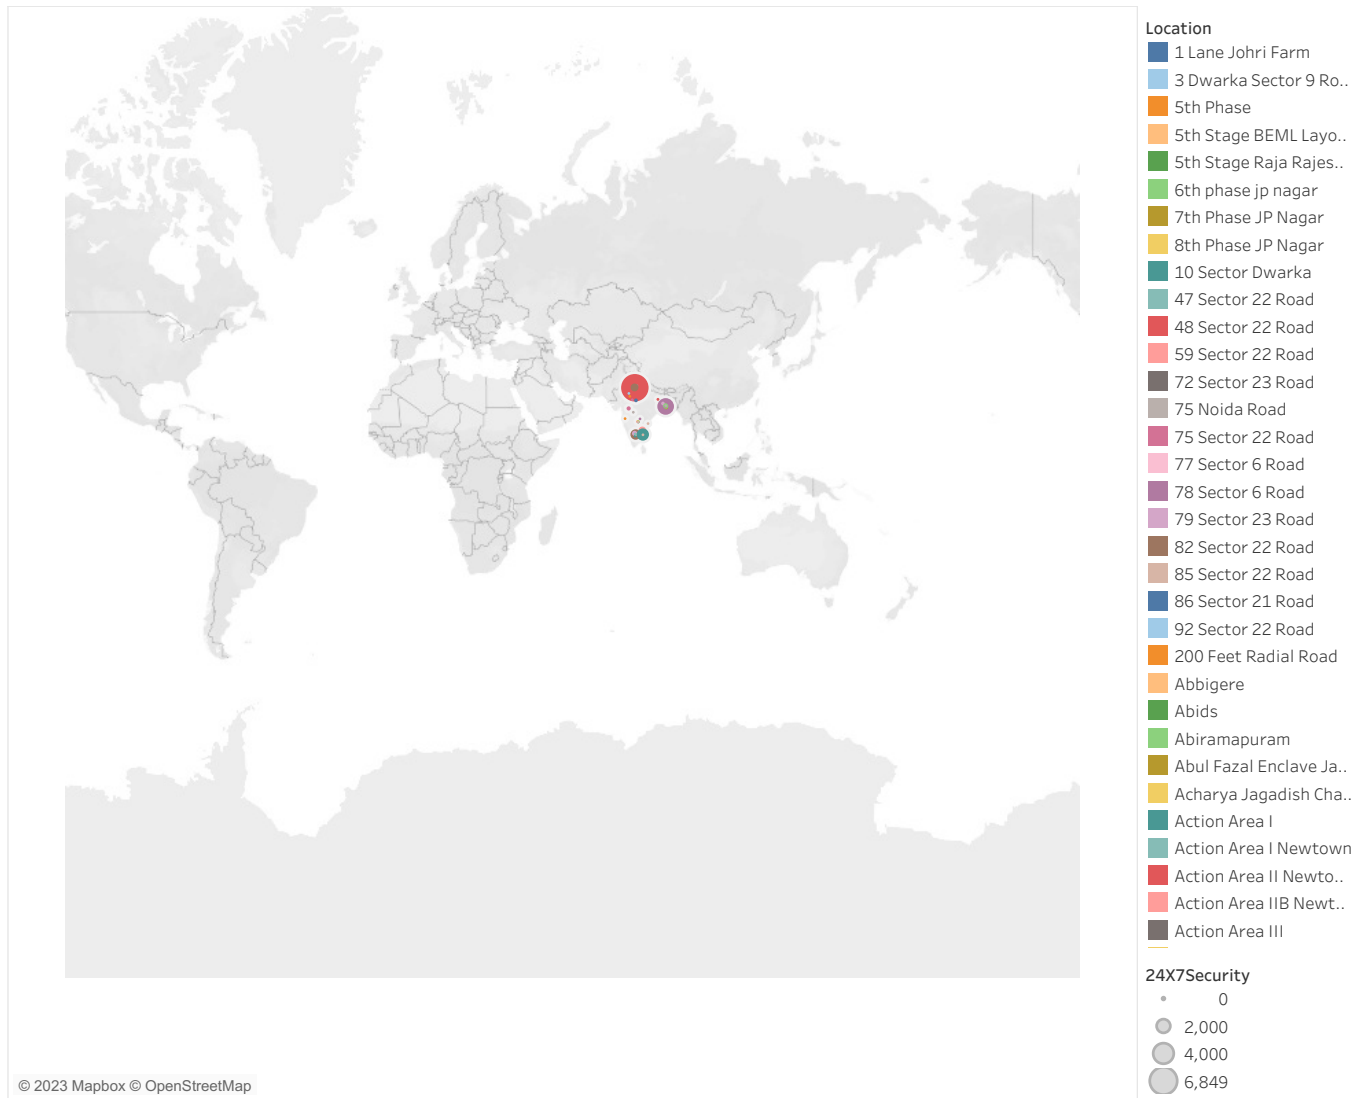 Location
1 Lane Johri Farm
3 Dwarka Sector 9 Ro..
5th Phase
5th Stage BEML Layo..
5th Stage Raja Rajes..
6th phase jp nagar
7th Phase JP Nagar
8th Phase JP Nagar
10 Sector Dwarka
47 Sector 22 Road
48 Sector 22 Road
59 Sector 22 Road
72 Sector 23 Road
75 Noida Road
75 Sector 22 Road
77 Sector 6 Road
78 Sector 6 Road
79 Sector 23 Road
82 Sector 22 Road
85 Sector 22 Road
86 Sector 21 Road
92 Sector 22 Road
200 Feet Radial Road
Abbigere
Abids
Abiramapuram
Abul Fazal Enclave Ja..
Acharya Jagadish Cha..
Action Area I
Action Area I Newtown
Action Area II Newto..
Action Area IIB Newt..
Action Area III
24X7Security
0
2,000
4,000
6,849
© 2023 Mapbox © OpenStreetMap